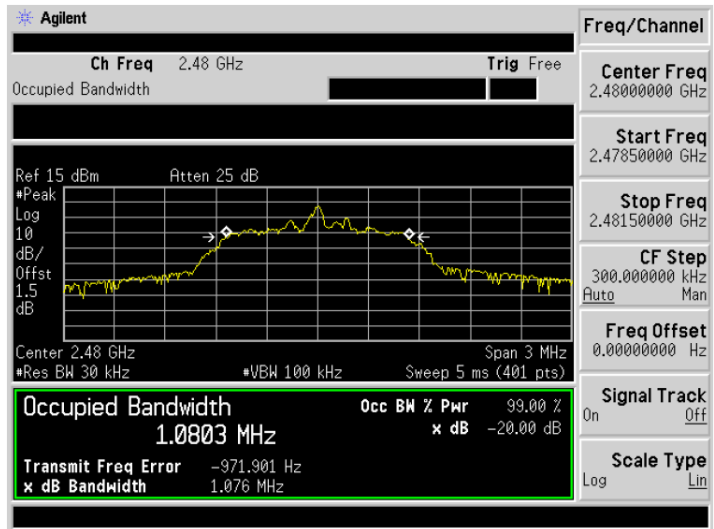 Agilent
Freq/Channel
Ch Freq 2.48 GHz Trig Free
Occupied Bandwidth
Center Freq
2.48000000 GHz
Start Freq
2.47850000 GHz
Stop Freq
2.48150000 GHz
CF Step
300.000000 kHz
Auto Man
Freq Offset
0.00000000 Hz
Signal Track
On Off
Scale Type
Log Lin
Ref 15 dBm Atten 25 dB
#Peak
Log
10
dB/
Offst
1.5
dB
Center 2.48 GHz Span 3 MHz
#Res BW 30 kHz #VBW 100 kHz Sweep 5 ms (401 pts)
Occupied Bandwidth Occ BW % Pwr 99.00 %
1.0803 MHz x dB -20.00 dB
Transmit Freq Error -971.901 Hz
x dB Bandwidth 1.076 MHz